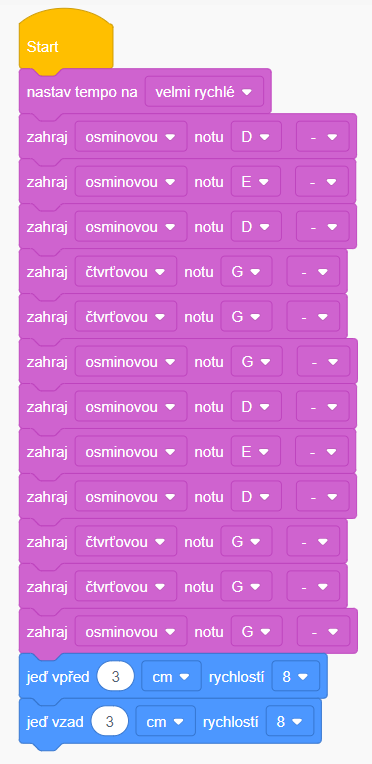 Start
nastav tempo na velmi rychlé
zahraj osminovou notu D -
zahraj osminovou notu E -
zahraj osminovou notu D -
zahraj čtvrťovou notu G -
zahraj čtvrťovou notu G -
zahraj osminovou notu G -
zahraj osminovou notu D -
zahraj osminovou notu E -
zahraj osminovou notu D -
zahraj čtvrťovou notu G -
zahraj čtvrťovou notu G -
zahraj osminovou notu G -
jeď vpřed 3 cm rychlostí 8
jeď vzad 3 cm rychlostí 8